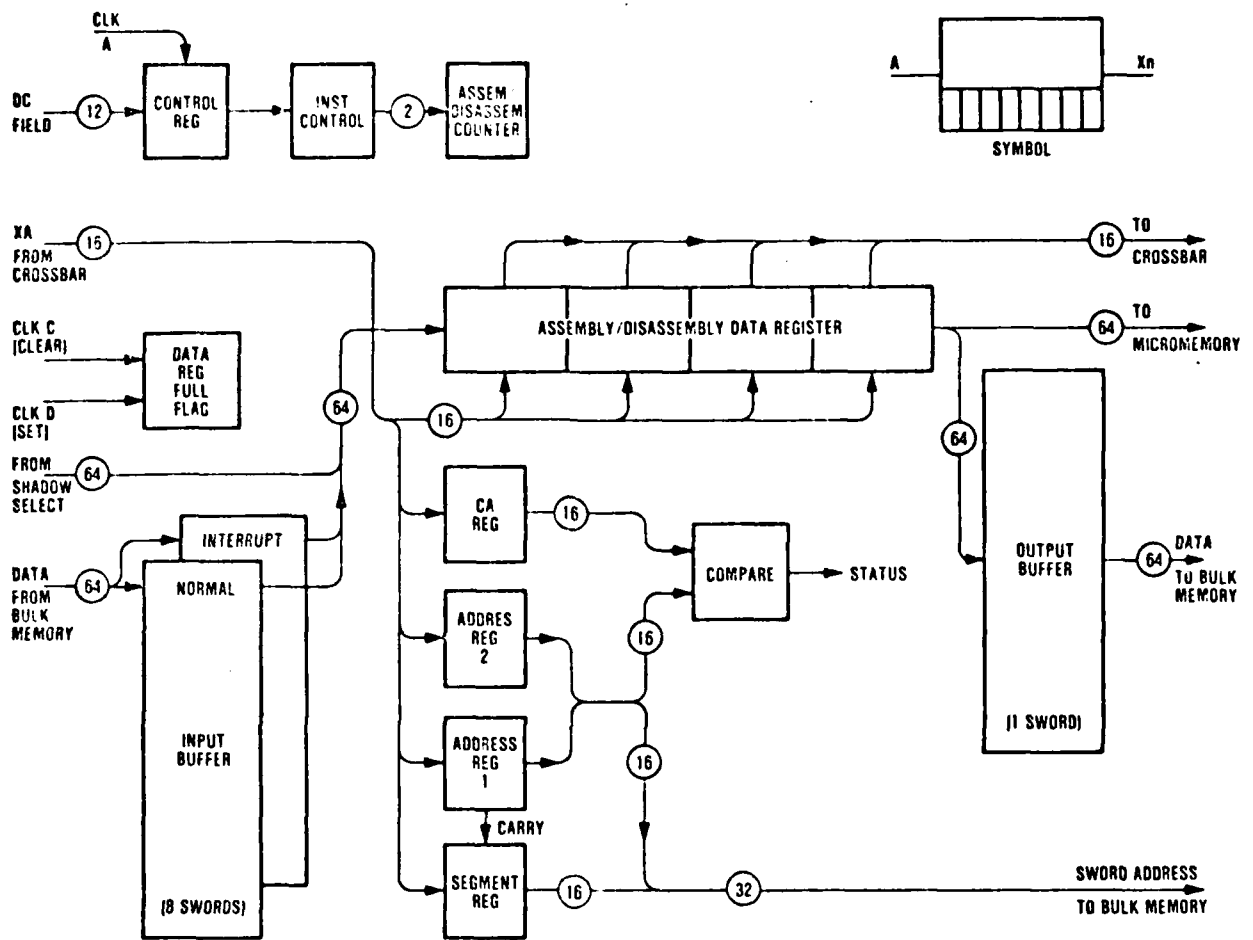 CLK
A
DC
FIELD
12
CONTROL
REG
INST
CONTROL
2
ASSEM
DISASSEM
COUNTER
A
Xn
SYMBOL
XA
16
FROM
CROSSBAR
16
TO
CROSSBAR
ASSEMBLY/DISASSEMBLY DATA REGISTER
64
TO
MICROMEMORY
CLK C
[CLEAR]
CLK D
[SET]
DATA
REG
FULL
FLAG
64
16
64
FROM
SHADOW
SELECT
64
INTERRUPT
NORMAL
DATA
FROM
BULK
MEMORY
64
INPUT
BUFFER
(8 SWORDS)
CA
REG
16
COMPARE
STATUS
ADDRES
REG
2
16
ADDRESS
REG
1
16
CARRY
SEGMENT
REG
16
32
OUTPUT
BUFFER
(1 SWORD)
64
DATA
TO BULK
MEMORY
SWORD ADDRESS
TO BULK MEMORY